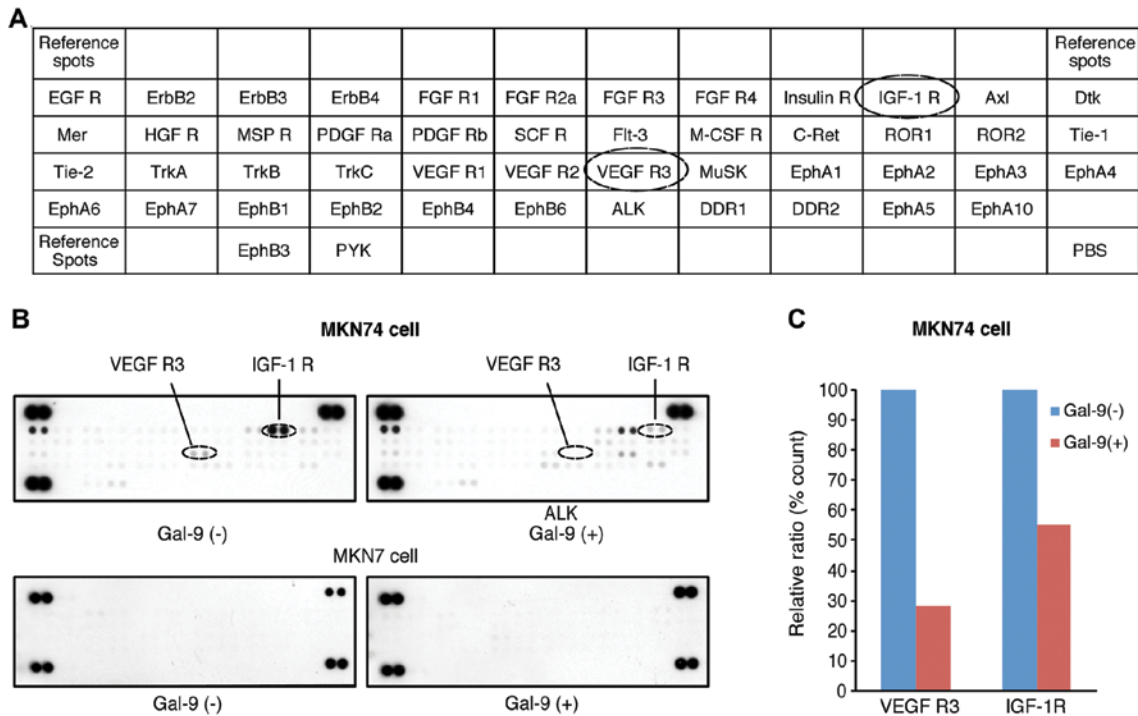 A
Reference spots Reference spots
EGF R ErbB2 ErbB3 ErbB4 FGF R1 FGF R2a FGF R3 FGF R4 Insulin R IGF-1 R Axl Dtk
Mer HGF R MSP R PDGF Ra PDGF Rb SCF R Flt-3 M-CSF R C-Ret ROR1 ROR2 Tie-1
Tie-2 TrkA TrkB TrkC VEGF R1 VEGF R2 VEGF R3 MuSK EphA1 EphA2 EphA3 EphA4
EphA6 EphA7 EphB1 EphB2 EphB4 EphB6 ALK DDR1 DDR2 EphA5 EphA10
Reference Spots EphB3 PYK PBS
B
MKN74 cell
VEGF R3 IGF-1 R VEGF R3 IGF-1 R
ALK
Gal-9 (-) Gal-9 (+)
MKN7 cell
Gal-9 (-) Gal-9 (+)
C
MKN74 cell
Relative ratio (% count)
100
90
80
70
60
50
40
30
20
10
0
Gal-9(-)
Gal-9(+)
VEGF R3 IGF-1R